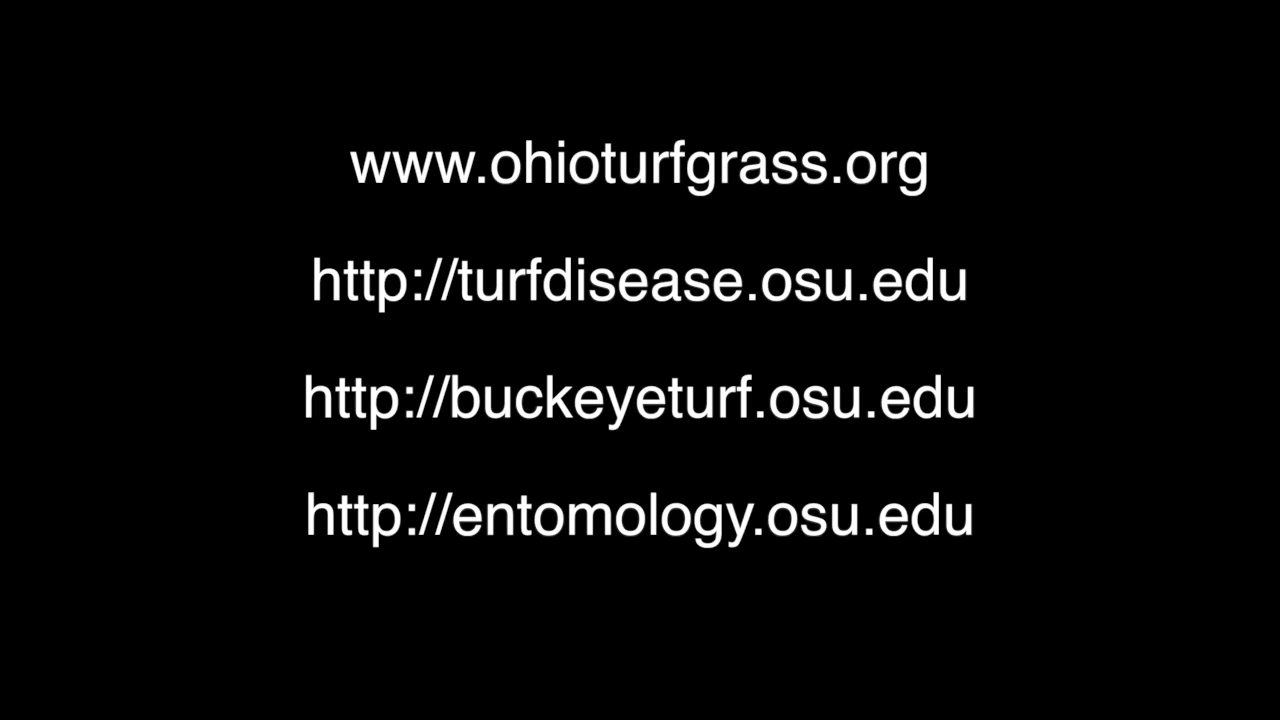 www.ohioturfgrass.org
http://turfdisease.osu.edu
http://buckeyeturf.osu.edu
http://entomology.osu.edu